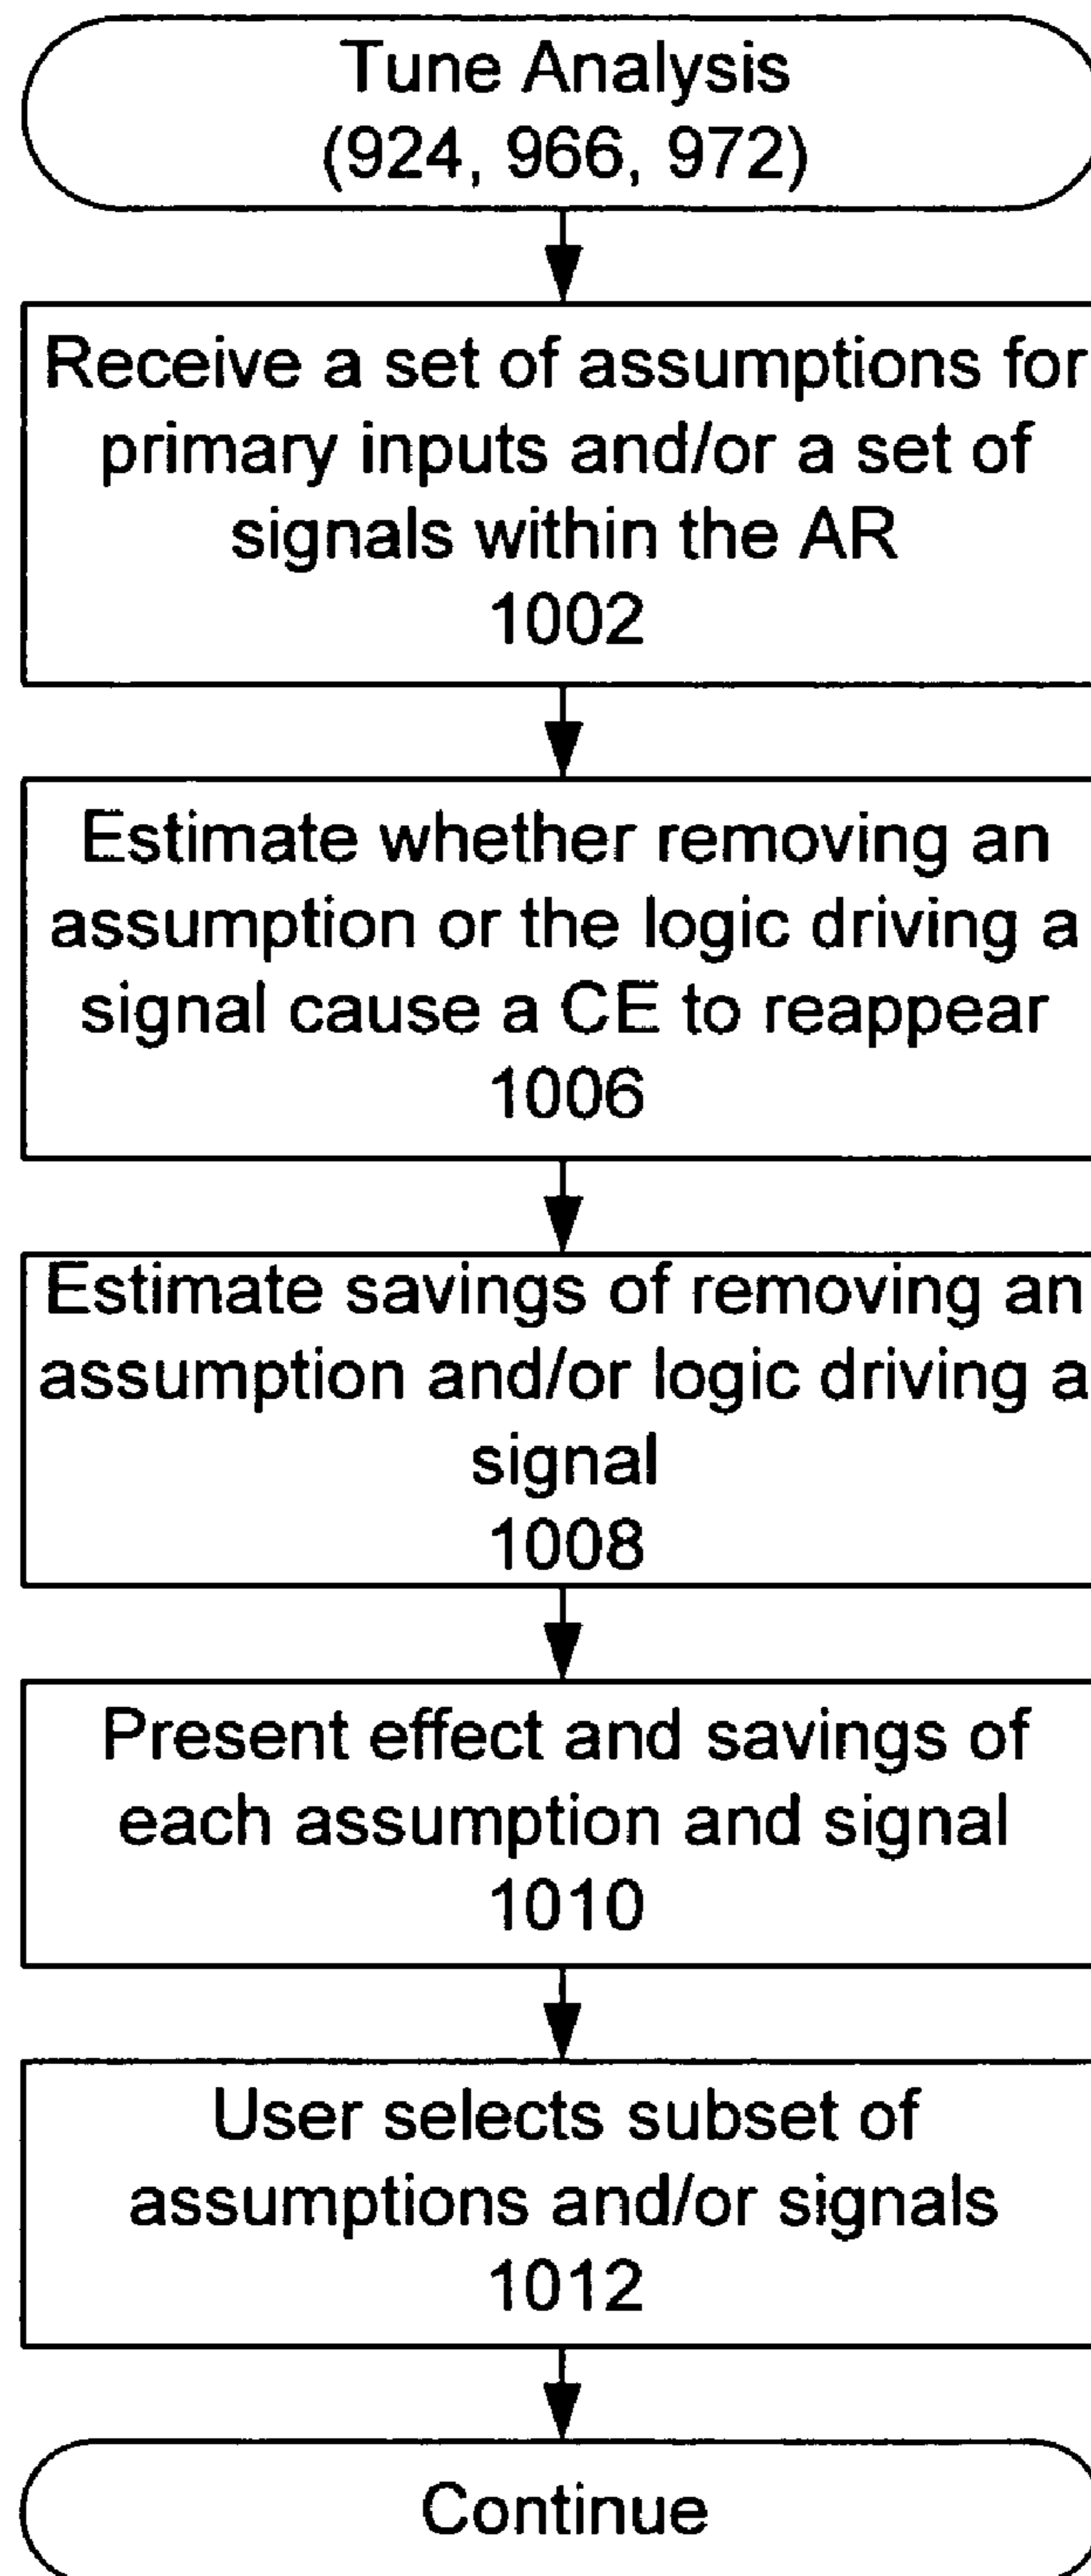 Tune Analysis
(924, 966, 972)
Receive a set of assumptions for
primary inputs and/or a set of
signals within the AR
1002
Estimate whether removing an
assumption or the logic driving a
signal cause a CE to reappear
1006
Estimate savings of removing an
assumption and/or logic driving a
signal
1008
Present effect and savings of
each assumption and signal
1010
User selects subset of
assumptions and/or signals
1012
Continue